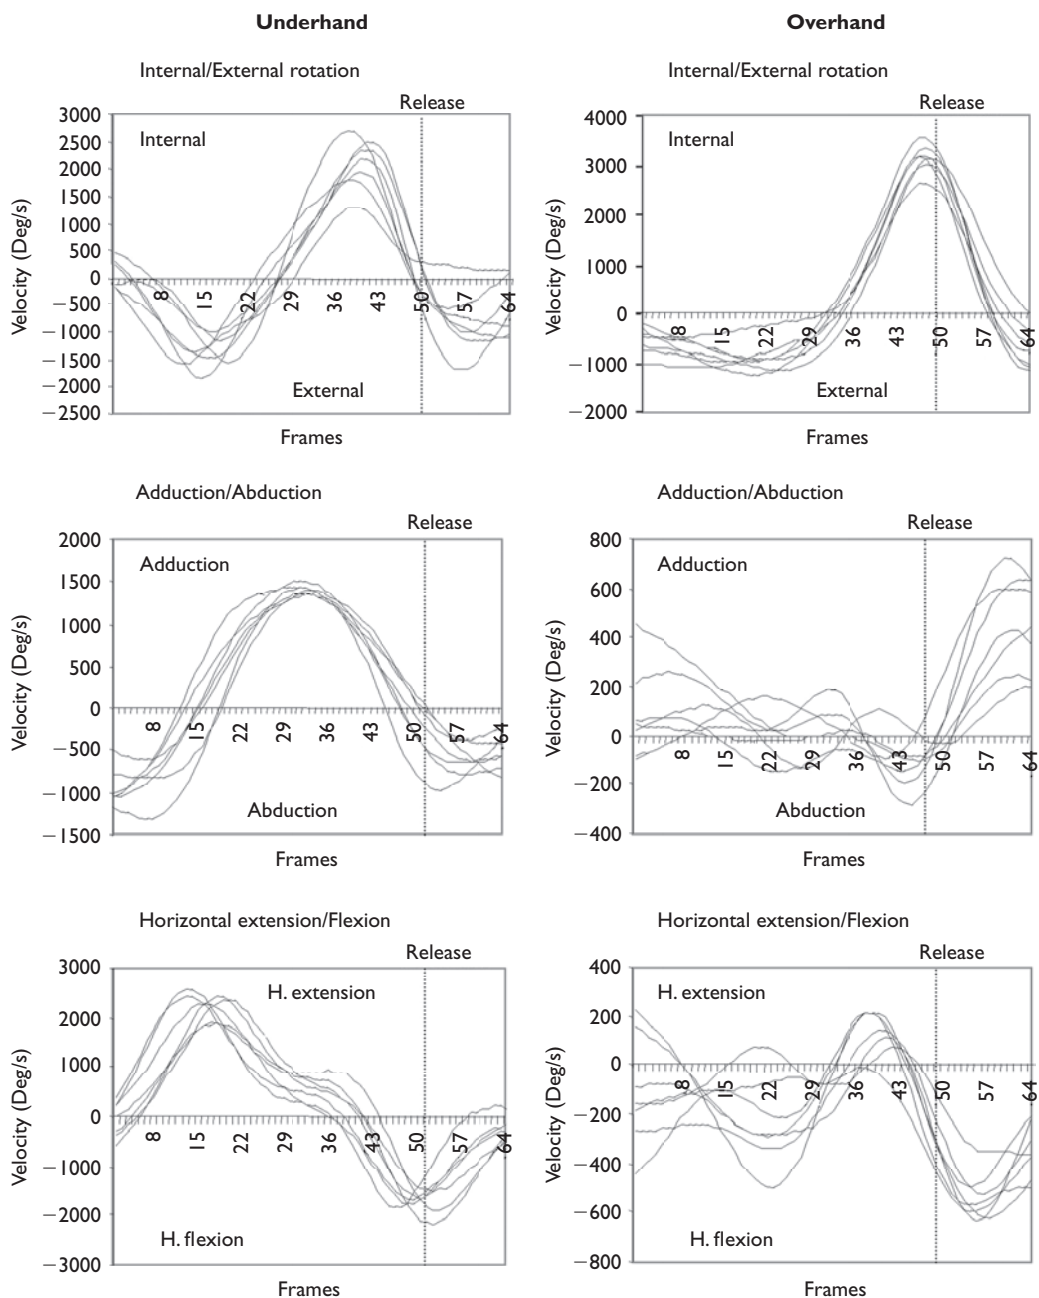 Underhand
Overhand
Internal/External rotation
Release
3000
2500
2000
1500
1000
500
0
−500
−1000
−1500
−2000
−2500
Velocity (Deg/s)
Internal
External
8 15 22 29 36 43 50 57 64
Frames
Internal/External rotation
Release
4000
3000
2000
1000
0
−1000
−2000
Velocity (Deg/s)
Internal
External
8 15 22 29 36 43 50 57 64
Frames
Adduction/Abduction
Release
2000
1500
1000
500
0
−500
−1000
−1500
Velocity (Deg/s)
Adduction
Abduction
8 15 22 29 36 43 50 57 64
Frames
Adduction/Abduction
Release
800
600
400
200
0
−200
−400
Velocity (Deg/s)
Adduction
Abduction
8 15 22 29 36 43 50 57 64
Frames
Horizontal extension/Flexion
Release
3000
2000
1000
0
−1000
−2000
−3000
Velocity (Deg/s)
H. extension
H. flexion
8 15 22 29 36 43 50 57 64
Frames
Horizontal extension/Flexion
Release
400
200
0
−200
−400
−600
−800
Velocity (Deg/s)
H. extension
H. flexion
8 15 22 29 36 43 50 57 64
Frames